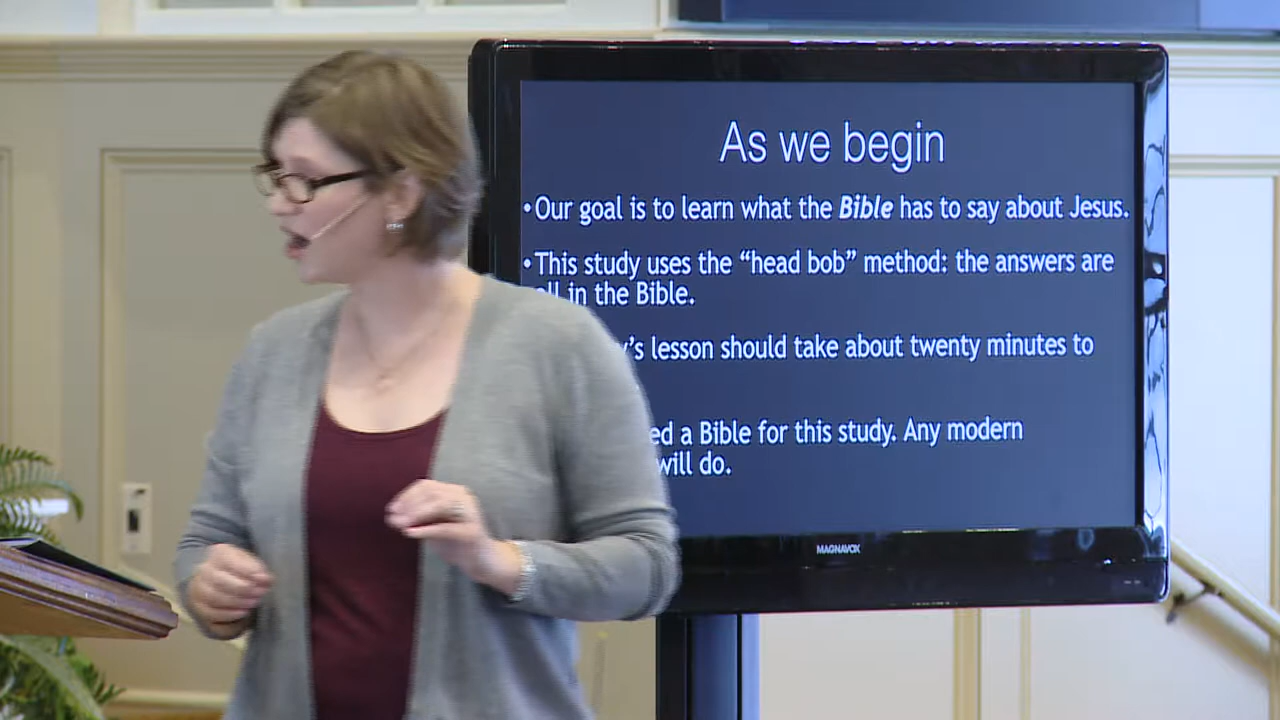 As we begin
•Our goal is to learn what the Bible has to say about Jesus.
•This study uses the “head bob” method: the answers are
all in the Bible.
lesson should take about twenty minutes to
a Bible for this study. Any modern
will do.
MAGNAVOX